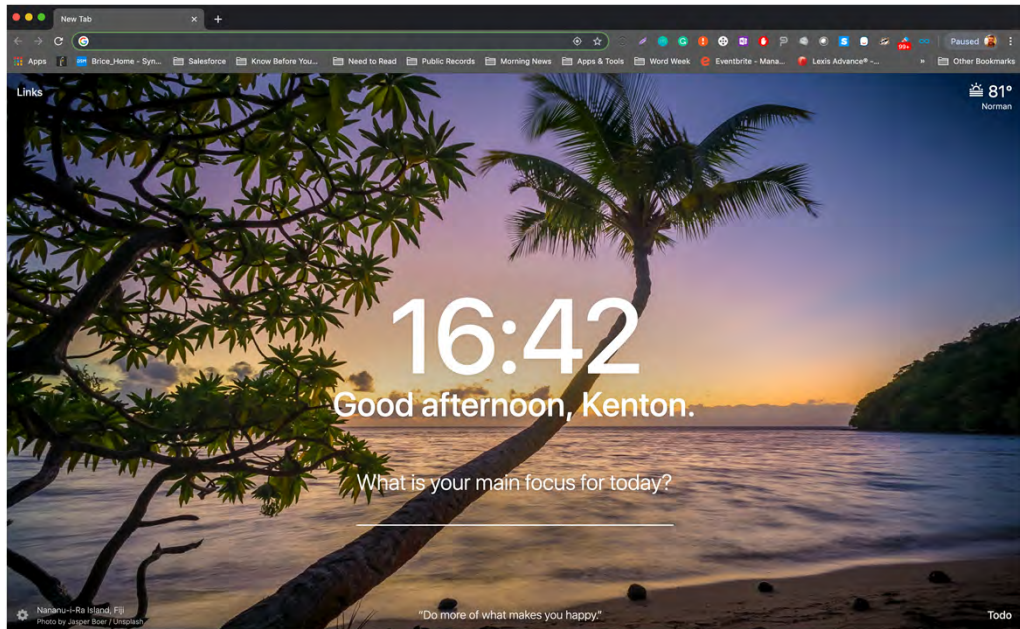 New Tab
Paused
Apps
Brice_Home - Syn...
Salesforce
Know Before You...
Need to Read
Public Records
Morning News
Apps & Tools
Word Week
Eventbrite - Mana...
Lexis Advance® -...
»
Other Bookmarks
99+
Links
81°
Norman
16:42
Good afternoon, Kenton.
What is your main focus for today?
Nananu-i-Ra Island, Fiji
Photo by Jasper Boer / Unsplash
"Do more of what makes you happy."
Todo